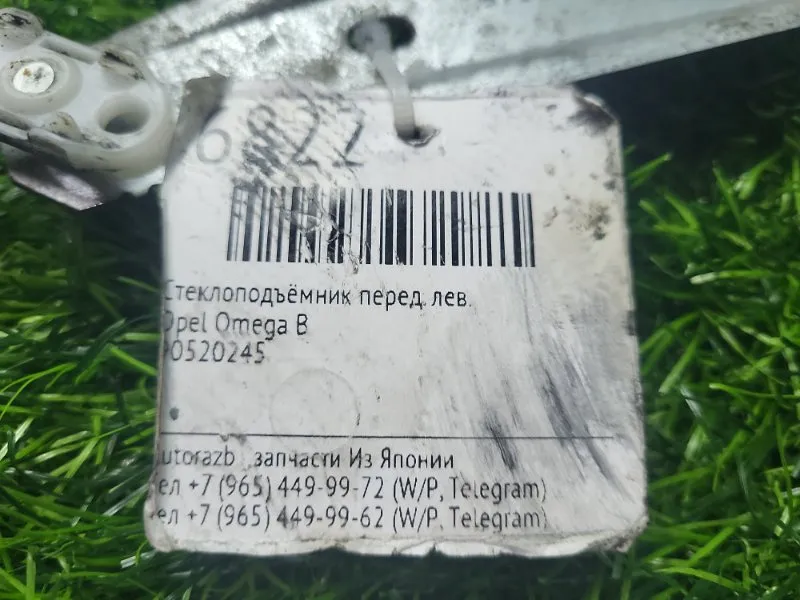 6822
Стеклоподъёмник перед. лев.
Opel Omega B
90520245
utorazb запчасти Из Японии
ел +7 (965) 449-99-72 (W/P, Telegram)
ел +7 (965) 449-99-62 (W/P, Telegram)